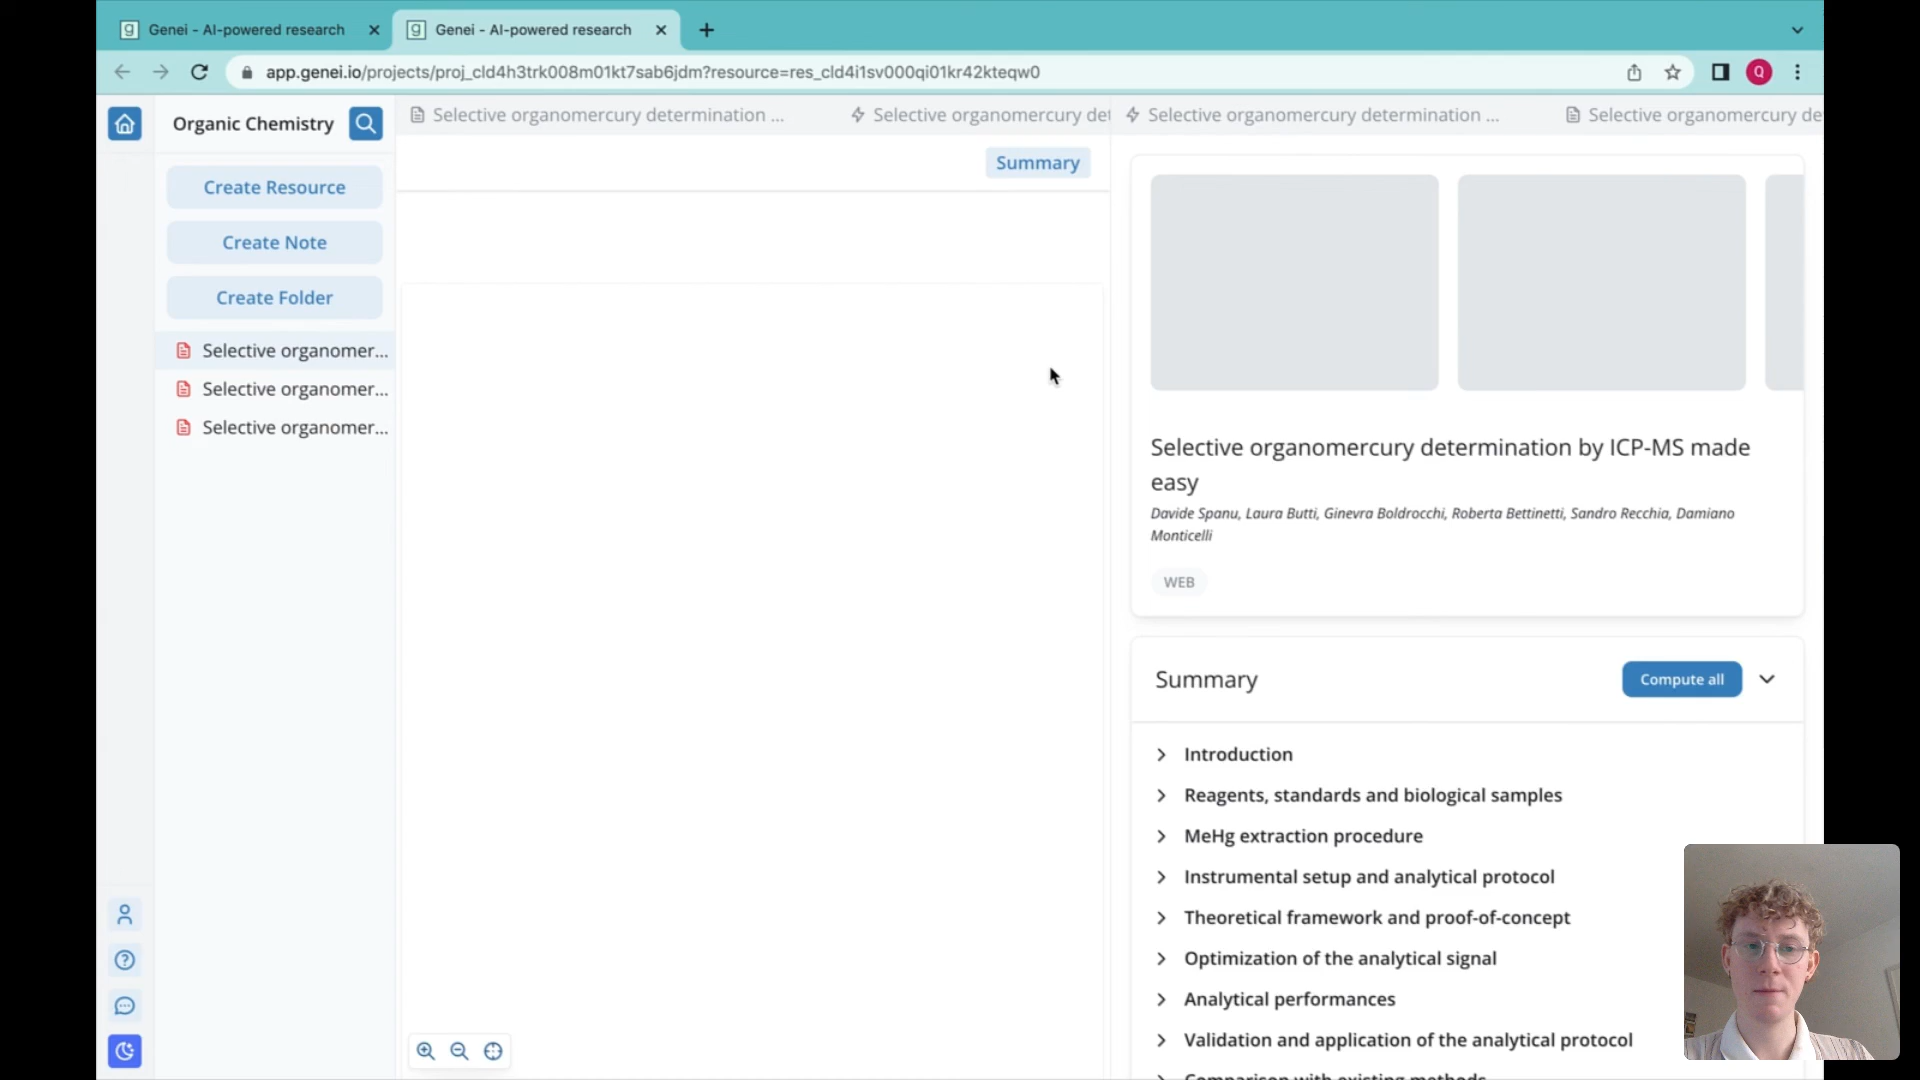 Genei - AI-powered research
Genei - AI-powered research
app.genei.io/projects/proj_cld4h3trk008m01kt7sab6jdm?resource=res_cld4i1sv000qi01kr42kteqw0
Q
Organic Chemistry
Create Resource
Create Note
Create Folder
Selective organomer...
Selective organomer...
Selective organomer...
Selective organomercury determination ...
Selective organomercury det
Summary
Selective organomercury determination ...
Selective organomercury de
Selective organomercury determination by ICP-MS made
easy
Davide Spanu, Laura Butti, Ginevra Boldrocchi, Roberta Bettinetti, Sandro Recchia, Damiano
Monticelli
WEB
Summary
Compute all
Introduction
Reagents, standards and biological samples
MeHg extraction procedure
Instrumental setup and analytical protocol
Theoretical framework and proof-of-concept
Optimization of the analytical signal
Analytical performances
Validation and application of the analytical protocol
Comparison with existing methods